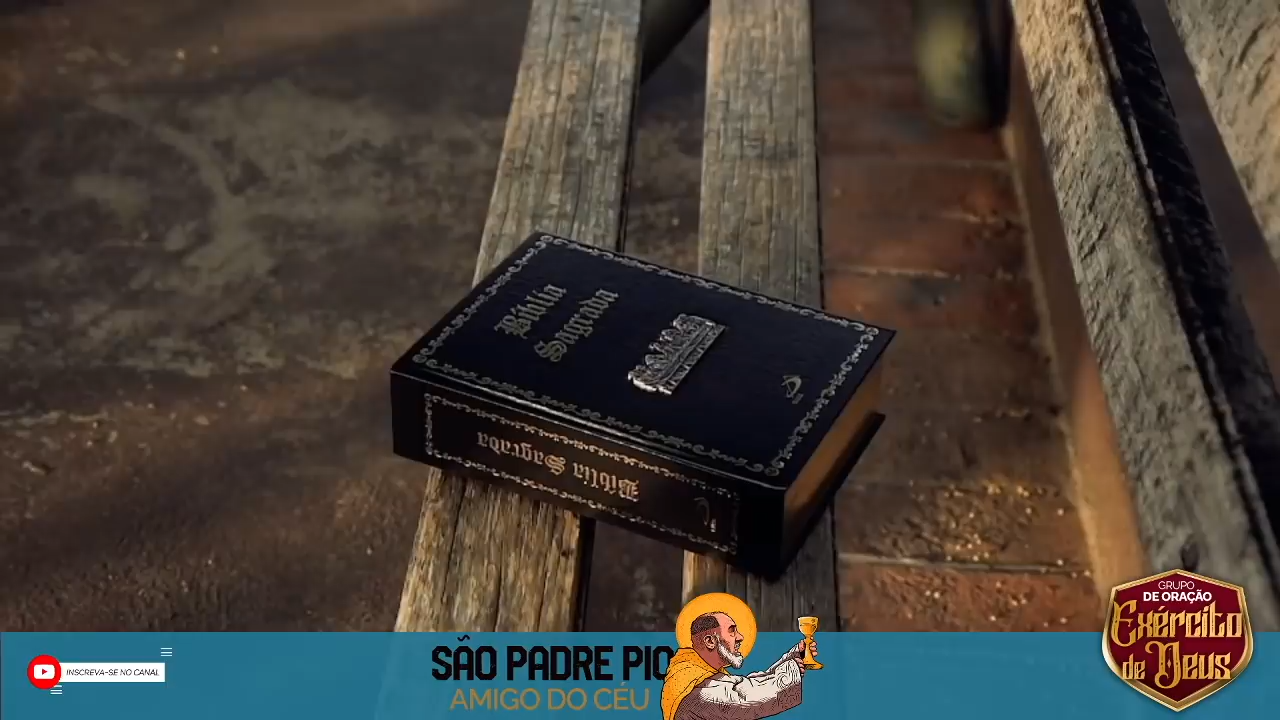 Bíblia
Sagrada
Bíblia Sagrada
GRUPO
DE ORAÇÃO
Exército
de Deus
SÃO PADRE PIO
AMIGO DO CÉU
INSCREVA-SE NO CANAL